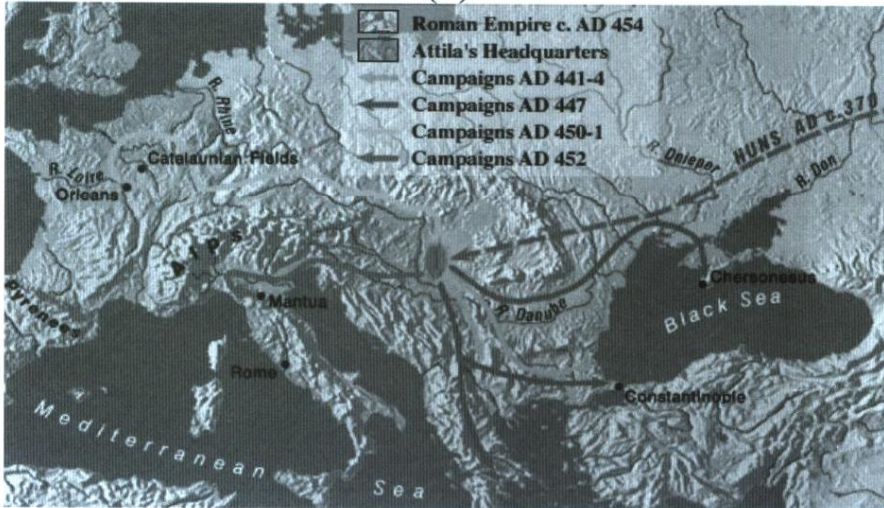 Roman Empire c. AD 454
Attila's Headquarters
Campaigns AD 441-4
Campaigns AD 447
Campaigns AD 450-1
Campaigns AD 452
R. Rhine
Catalaunian Fields
R. Loire
Orleans
HUNS AD c.370
R. Dnieper
R. Don
Alps
Pyrenees
Mantua
R. Danube
Chersonesus
Black Sea
Rome
Constantinople
Mediterranean
Sea